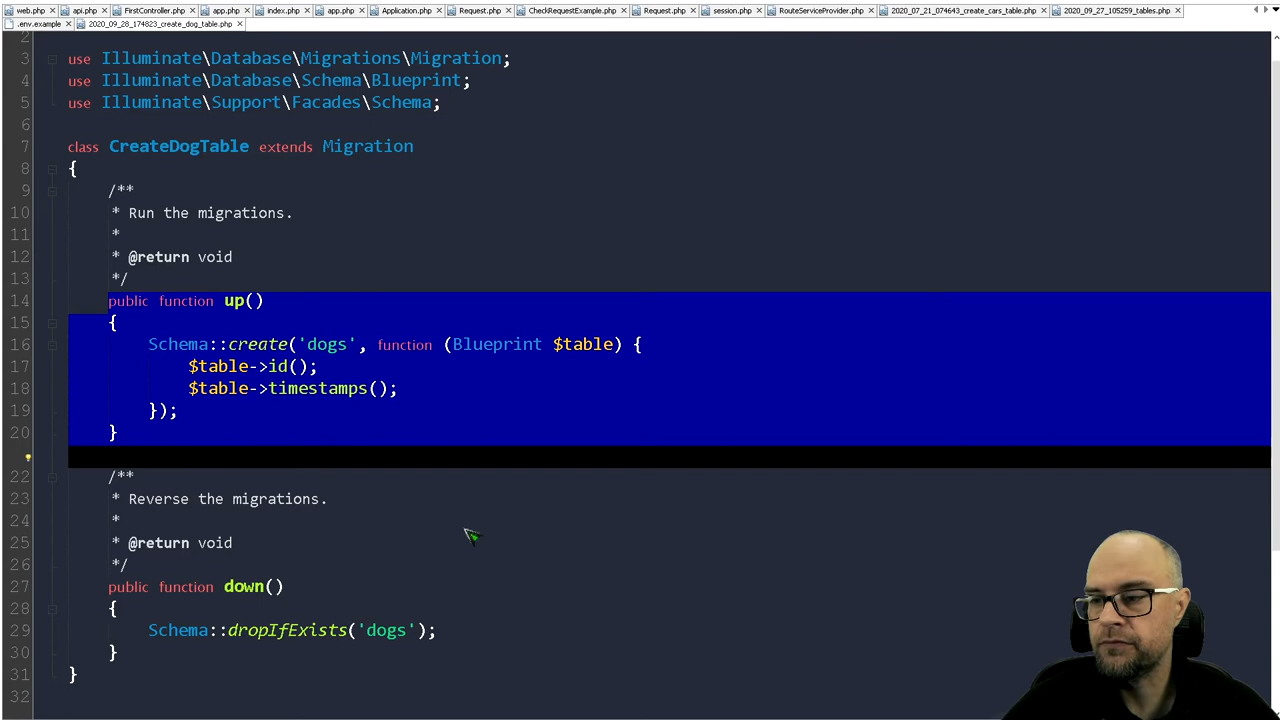 web.php api.php FirstController.php app.php index.php app.php Application.php Request.php CheckRequestExample.php Request.php session.php RouteServiceProvider.php 2020_07_21_074643_create_cars_table.php 2020_09_27_105259_tables.php
.env.example 2020_09_28_174823_create_dog_table.php
2
3 use Illuminate\Database\Migrations\Migration;
4 use Illuminate\Database\Schema\Blueprint;
5 use Illuminate\Support\Facades\Schema;
6
7 class CreateDogTable extends Migration
8 {
9 /**
10 * Run the migrations.
11 *
12 * @return void
13 */
14 public function up()
15 {
16 Schema::create('dogs', function (Blueprint $table) {
17 $table->id();
18 $table->timestamps();
19 });
20 }
22 /**
23 * Reverse the migrations.
24 *
25 * @return void
26 */
27 public function down()
28 {
29 Schema::dropIfExists('dogs');
30 }
31 }
32